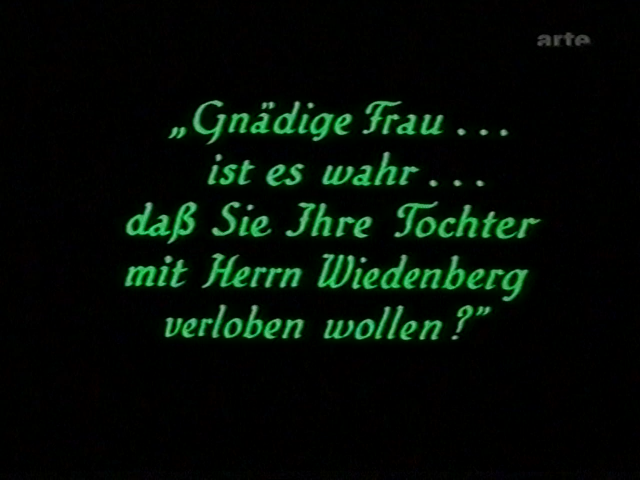 arte
„Gnädige Frau . . .
ist es wahr . . .
daß Sie Ihre Tochter
mit Herrn Wiedenberg
verloben wollen?”